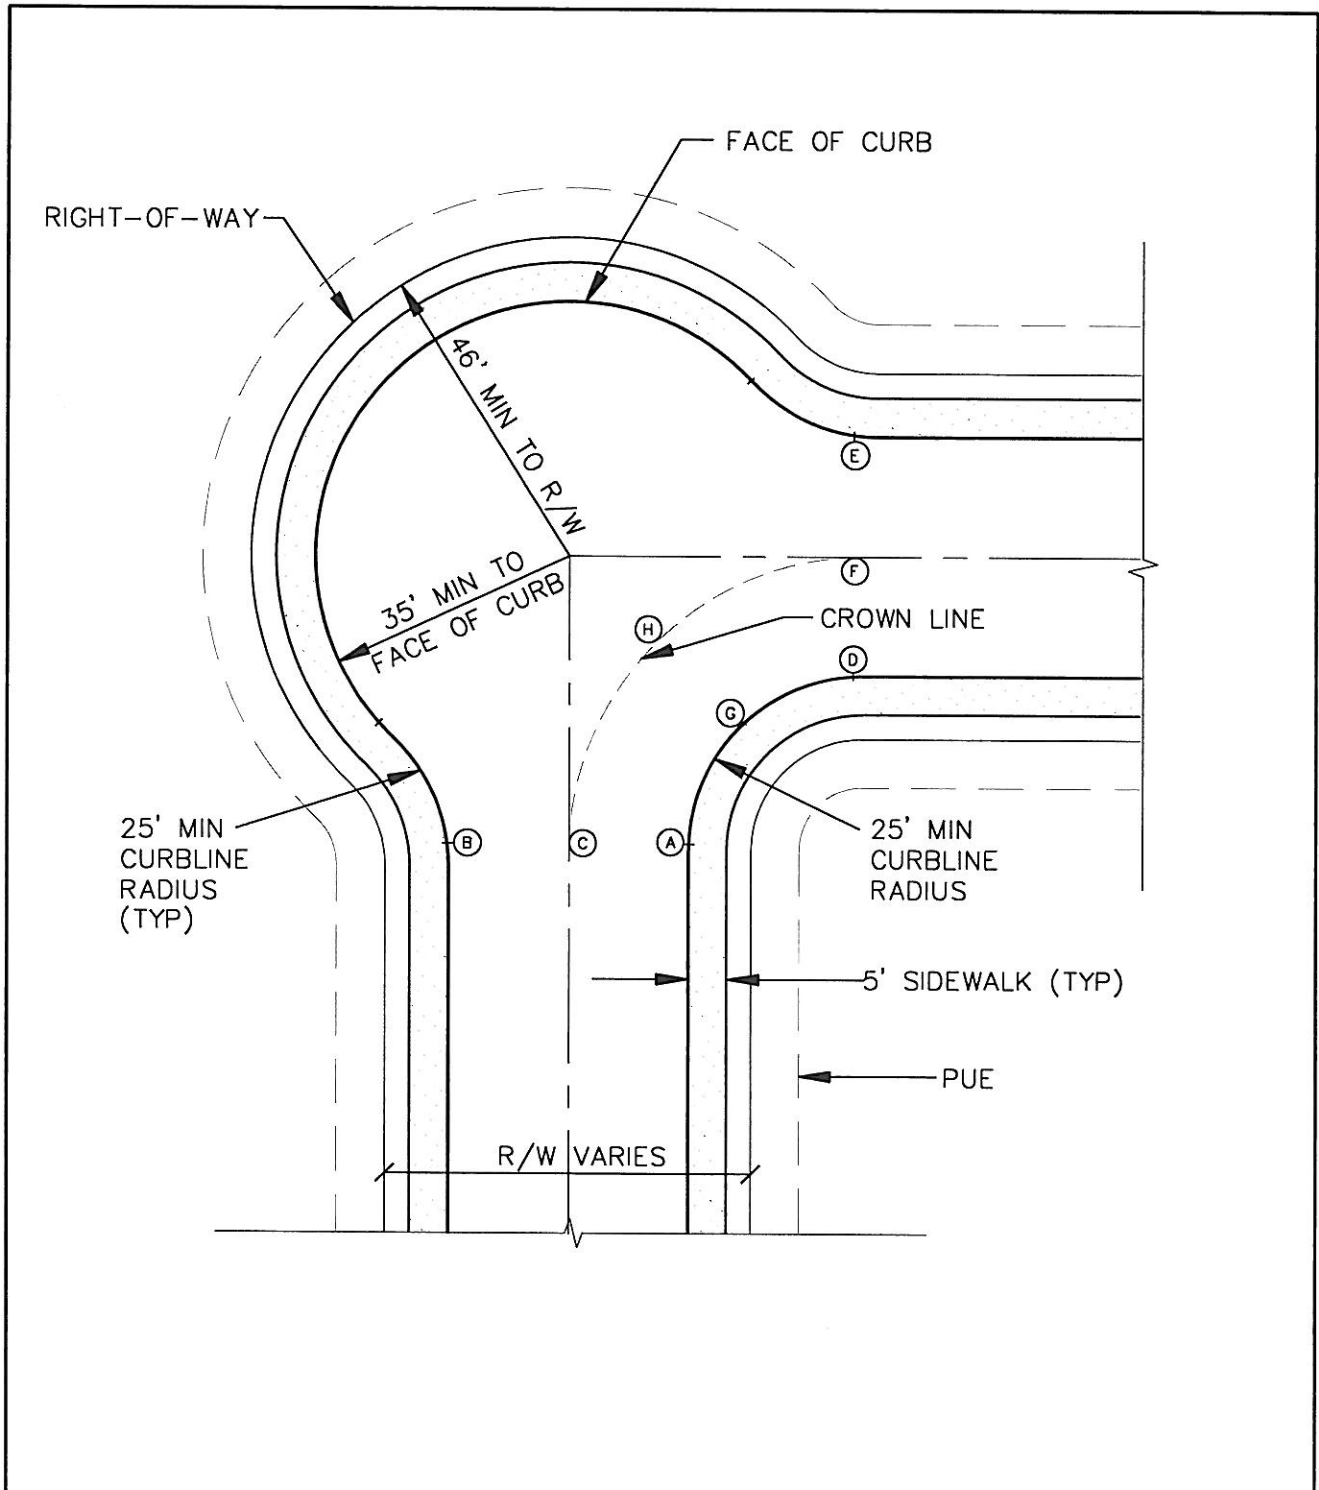 FACE OF CURB
RIGHT-OF-WAY
46' MIN TO R/W
E
35' MIN TO
FACE OF CURB
F
H
CROWN LINE
D
G
25' MIN
CURBLINE
RADIUS
(TYP)
B
C
A
25' MIN
CURBLINE
RADIUS
5' SIDEWALK (TYP)
PUE
R/W VARIES